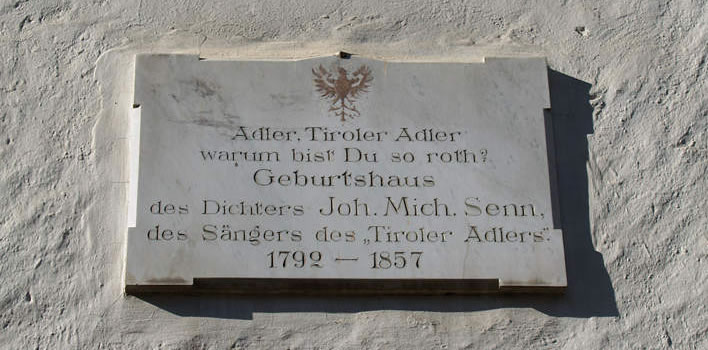 Adler, Tiroler Adler
warum bist Du so roth?
Geburtshaus
des Dichters Joh. Mich. Senn,
des Sängers des „Tiroler Adlers“.
1792 – 1857